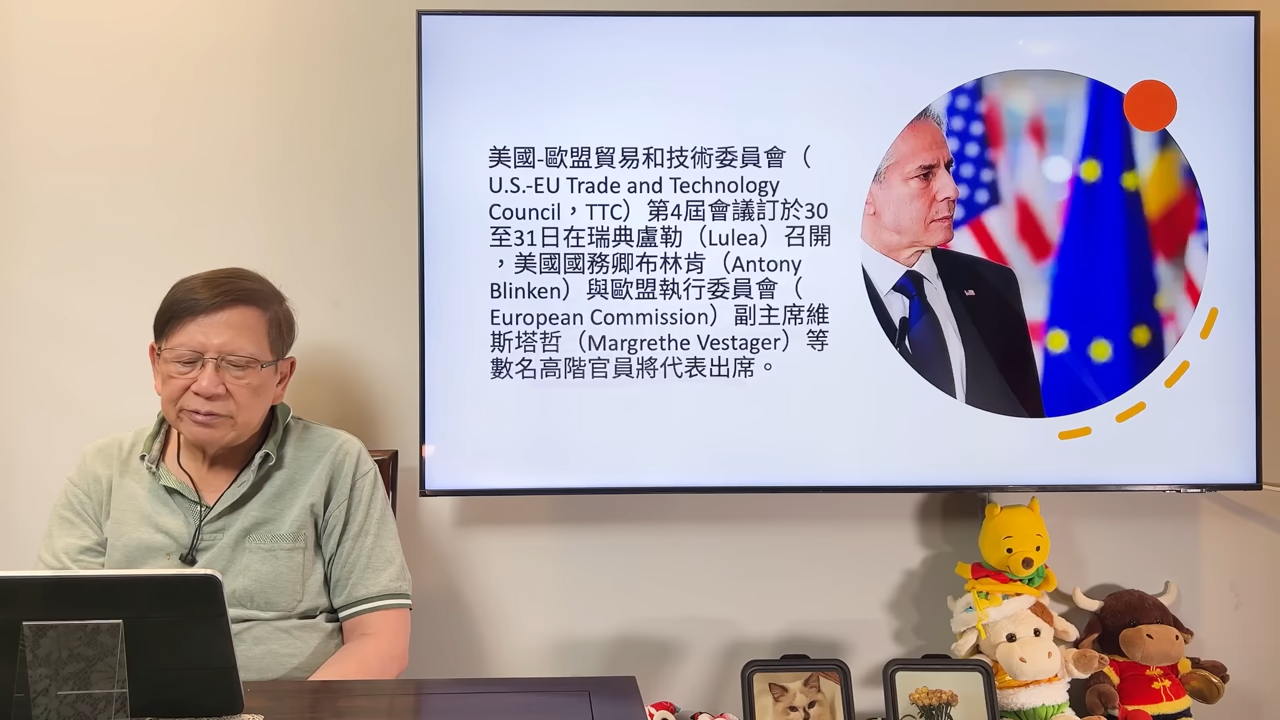 美國-歐盟貿易和技術委員會（
U.S.-EU Trade and Technology
Council，TTC）第4屆會議訂於30
至31日在瑞典盧勒（Lulea）召開
，美國國務卿布林肯（Antony
Blinken）與歐盟執行委員會（
European Commission）副主席維
斯塔哲（Margrethe Vestager）等
數名高階官員將代表出席。